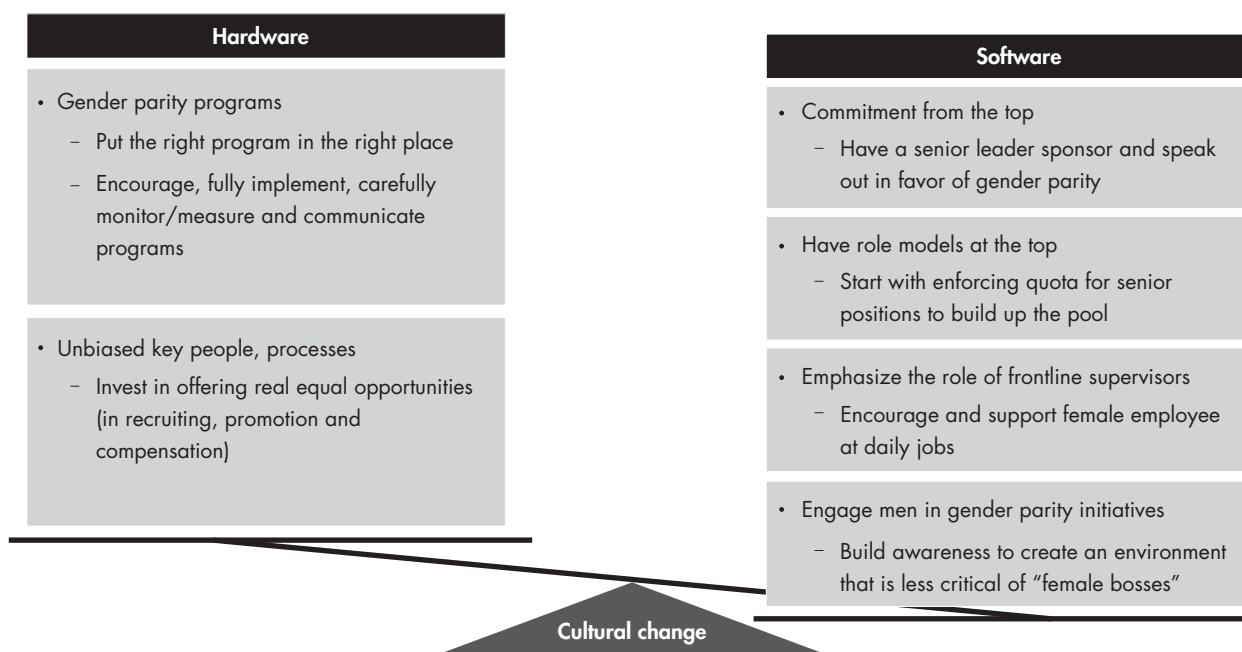 Hardware
• Gender parity programs
– Put the right program in the right place
– Encourage, fully implement, carefully
monitor/measure and communicate
programs
• Unbiased key people, processes
– Invest in offering real equal opportunities
(in recruiting, promotion and
compensation)
Software
• Commitment from the top
– Have a senior leader sponsor and speak
out in favor of gender parity
• Have role models at the top
– Start with enforcing quota for senior
positions to build up the pool
• Emphasize the role of frontline supervisors
– Encourage and support female employee
at daily jobs
• Engage men in gender parity initiatives
– Build awareness to create an environment
that is less critical of “female bosses”
Cultural change